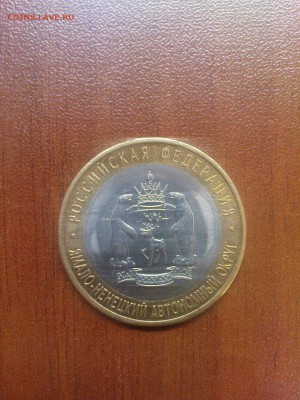 COINS.LAVE.RU
РОССИЙСКАЯ ФЕДЕРАЦИЯ
ЯМАЛО-НЕНЕЦКИЙ АВТОНОМНЫЙ ОКРУГ